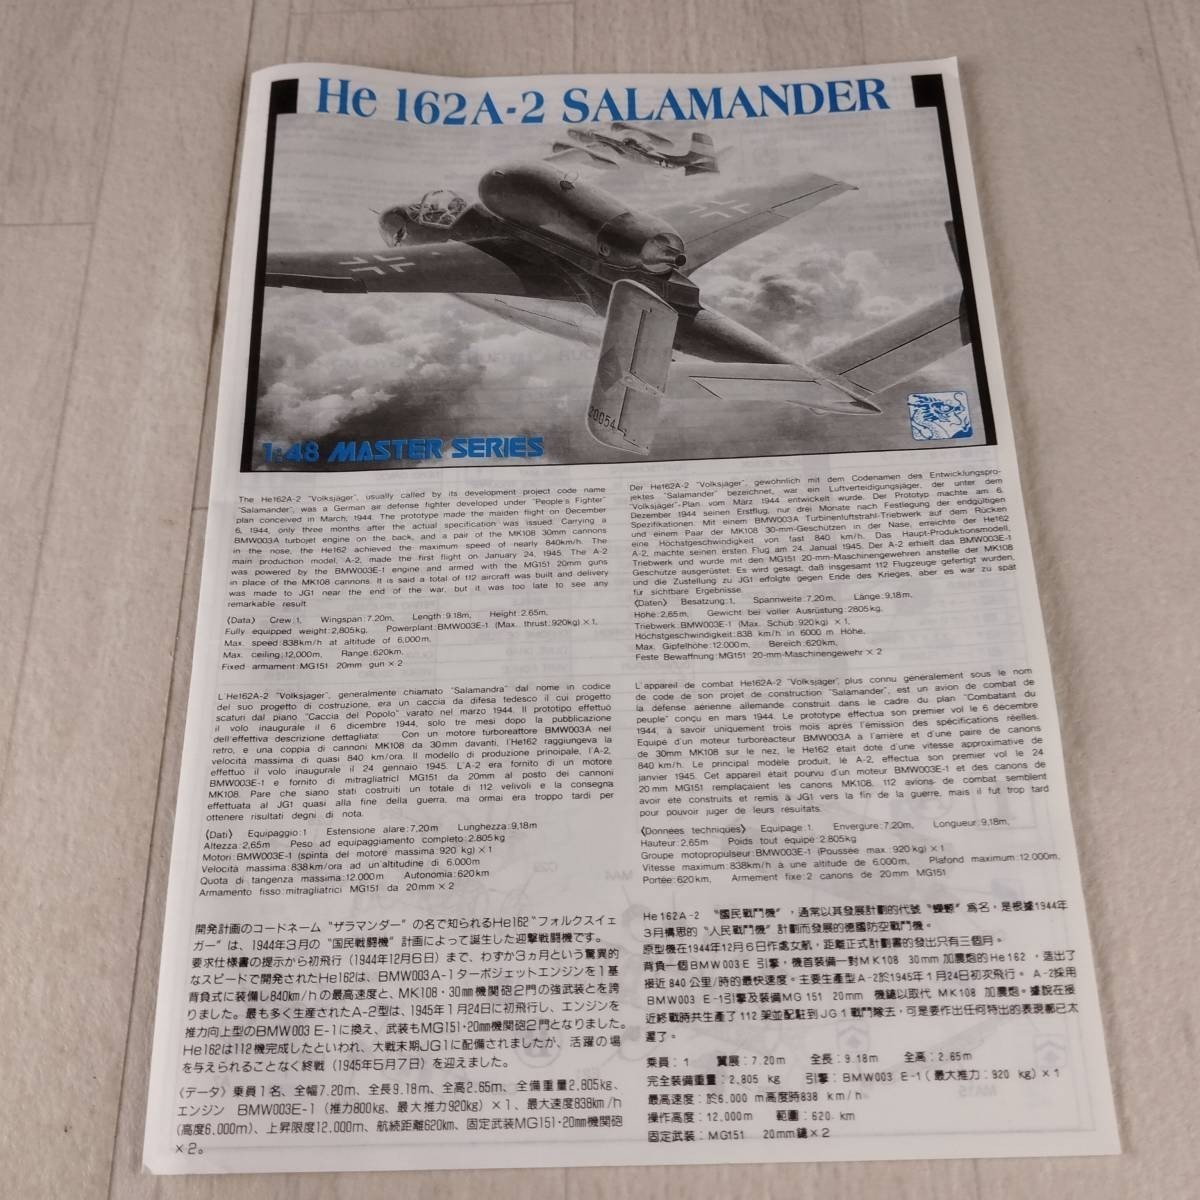 He 162A-2 SALAMANDER
20054
1:48 MASTER SERIES
The He162A-2 "Volksjäger", usually called by its development project code name
"Salamander", was a German air defense fighter developed under "People's Fighter"
plan conceived in March, 1944. The prototype made the maiden flight on December
6, 1944, only three months after the actual specification was issued. Carrying a
BMW003A turbojet engine on the back, and a pair of the MK108 30mm cannons
in the nose, the He162 achieved the maximum speed of nearly 840km/h. The
main production model, A-2, made the first flight on January 24, 1945. The A-2
was powered by the BMW003E-1 engine and armed with the MG151 20mm guns
in place of the MK108 cannons. It is said a total of 112 aircraft was built and delivery
was made to JG1 near the end of the war, but it was too late to see any
remarkable result.
〈Data〉 Crew:1, Wingspan:7.20m, Length:9.18m, Height:2.65m,
Fully equipped weight:2,805kg, Powerplant:BMW003E-1 (Max. thrust:920kg)×1,
Max. speed:838km/h at altitude of 6,000m,
Max. ceiling:12,000m, Range:620km,
Fixed armament:MG151 20mm gun×2
Der He162A-2 "Volksjäger", gewöhnlich mit dem Codenamen des Entwicklungspro-
jektes "Salamander" bezeichnet, war ein Luftverteidigungsjäger, der unter dem
"Volksjäger"-Plan vom März 1944 entwickelt wurde. Der Prototyp machte am 6.
Dezember 1944 seinen Erstflug, nur drei Monate nach Festlegung der endgültigen
Spezifikationen. Mit einem BMW003A Turbinenluftstrahl-Triebwerk auf dem Rücken
und einem Paar der MK108 30-mm-Geschützen in der Nase, erreichte der He162
eine Höchstgeschwindigkeit von fast 840 km/h. Das Haupt-Produktionsmodell,
A-2, machte seinen ersten Flug am 24. Janual 1945. Der A-2 erhielt das BMW003E-1
Triebwerk und wurde mit den MG151 20-mm-Maschinengewehren anstelle der MK108
Geschütze ausgerüstet. Es wird gesagt, daß insgesamt 112 Flugzeuge gefertigt wurden,
und die Zustellung zu JG1 erfolgte gegen Ende des Krieges, aber es war zu spät
für sichtbare Ergebnisse.
〈Daten〉 Besatzung:1, Spannweite:7,20m, Länge:9,18m,
Höhe:2,65m, Gewicht bei voller Ausrüstung:2805kg,
Triebwerk:BMW003E-1 (Max. Schub:920kg)×1,
Höchstgeschwindigkeit:838 km/h in 6000 m Höhe,
Max. Gipfelhöhe:12.000m, Bereich:620km,
Feste Bewaffnung:MG151 20-mm-Maschinengewehr×2
L'He162A-2 "Volksjager", generalmente chiamato "Salamandra" dal nome in codice
del suo progetto di costruzione, era un caccia da difesa tedesco il cui progetto
scaturì dal piano "Caccia del Popolo" varato nel marzo 1944. Il prototipo effettuò
il volo inaugurale il 6 dicembre 1944, solo tre mesi dopo la pubblicazione
dell'effettiva descrizione dettagliata. Con un motore turboreattore BMW003A nel
retro, e una coppia di cannoni MK108 da 30mm davanti, l'He162 raggiungeva la
velocità massima di quasi 840 km/ora. Il modello di produzione principale, l'A-2,
effettuò il volo inaugurale il 24 gennaio 1945. L'A-2 era fornito di un motore
BMW003E-1 e fornito di mitragliatrici MG151 da 20mm al posto dei cannoni
MK108. Pare che siano stati costruiti un totale di 112 velivoli e la consegna
effettuata al JG1 quasi alla fine della guerra, ma ormai era troppo tardi per
ottenere risultati degni di nota.
〈Dati〉 Equipaggio:1 Estensione alare:7,20m Lunghezza:9,18m
Altezza:2,65m Peso ad equipaggiamento completo:2.805kg
Motori:BMW003E-1 (spirita del motore massima:920 kg)×1
Velocità massima:838km/ora ad un'altitudine di 6.000m
Quota di tangenza massima:12.000m Autonomia:620km
Armamento fisso:mitragliatrici MG151 da 20mm×2
L'appareil de combat He162A-2 "Volksjäger", plus connu généralement sous le nom
de code de son projet de construction "Salamander", est un avion de combat de
la défense aérienne allemande construit dans le cadre du plan "Combattant du
peuple" conçu en mars 1944. Le prototype effectua son premier vol le 6 décembre
1944, à savoir uniquement trois mois après l'émission des spécifications réelles.
Equipé d'un moteur turboréacteur BMW003A à l'arrière et d'une paire de canons
de 30mm MK108 sur le nez, le He162 était doté d'une vitesse approximative de
840 km/h. Le principal modèle produit, le A-2, effectua son premier vol le 24
janvier 1945. Cet appareil était pourvu d'un moteur BMW003E-1 et des canons de
20mm MG151 remplaçaient les canons MK108. 112 avions de combat semblent
avoir été construits et remis à JG1 vers la fin de la guerre, mais il fut trop tard
pour pouvoir juger de leurs résultats.
〈Données techniques〉 Equipage:1, Envergure:7,20m, Longueur:9,18m,
Hauteur:2,65m Poids tout équipé:2.805kg
Groupe motopropulseur:BMW003E-1 (Poussée max.:920kg)×1
Vitesse maximum:838km/h à une altitude de 6.000m, Plafond maximum:12.000m,
Portée:620km, Armement fixe:2 canons de 20mm MG151
開発計画のコードネーム "ザラマンダー" の名で知られるHe162 "フォルクスイェ
ガー" は、1944年3月の "国民戦闘機" 計画によって誕生した迎撃戦闘機です。
要求仕様書の提示から初飛行 (1944年12月6日) まで、わずか3ヵ月という驚異的
なスピードで開発されたHe162は、BMW003A-1ターボジェットエンジンを1基
背負式に装備し840km/hの最高速度と、MK108・30㎜機関砲2門の強武装とを誇
りました。最も多く生産されたA-2型は、1945年1月24日に初飛行し、エンジンを
推力向上型のBMW003 E-1に換え、武装もMG151・20㎜機関砲2門となりました。
He162は112機完成したといわれ、大戦末期JG1に配備されましたが、活躍の場
を与えられることなく終戦 (1945年5月7日) を迎えました。
〈データ〉乗員1名、全幅7.20m、全長9.18m、全高2.65m、全備重量2,805kg、
エンジン BMW003E-1 (推力800kg、最大推力920kg) ×1、最大速度838km/h
(高度6,000m)、上昇限度12,000m、航続距離620km、固定武装MG151・20㎜機関砲
×2。
He162A-2 "國民戰鬥機"，通常以其發展計劃的代號 "蠑螈" 爲名，是根據1944年
3月構思的 "人民戰鬥機" 計劃而發展的德國防空戰鬥機。
原型機在1944年12月6日作處女航，距離正式計劃書的發出只有三個月。
背負一個BMW003E 引擎，機首裝備一對MK108 30mm 加農炮的He162，造出了
接近840公里/時的最快速度。主要生產型A-2於1945年1月24日初次飛行。 A-2採用
BMW003 E-1引擎及裝備MG151 20mm 機鎗以取代 MK108 加農炮。據說在接
近終戰時共生產了112架並配駐到JG1戰鬥隊去，可是要作出任何特出的表現都已太
遲了。
乘員：1 翼展：7.20m 全長：9.18m 全高：2.65m
完全裝備重量：2,805 kg 引擎：BMW003 E-1 (最大推力：920 kg) ×1
最高速度：於6,000 m高度時838 km/h
操作高度：12,000m 範圍：620 km
固定武裝：MG151 20mm鎗×2